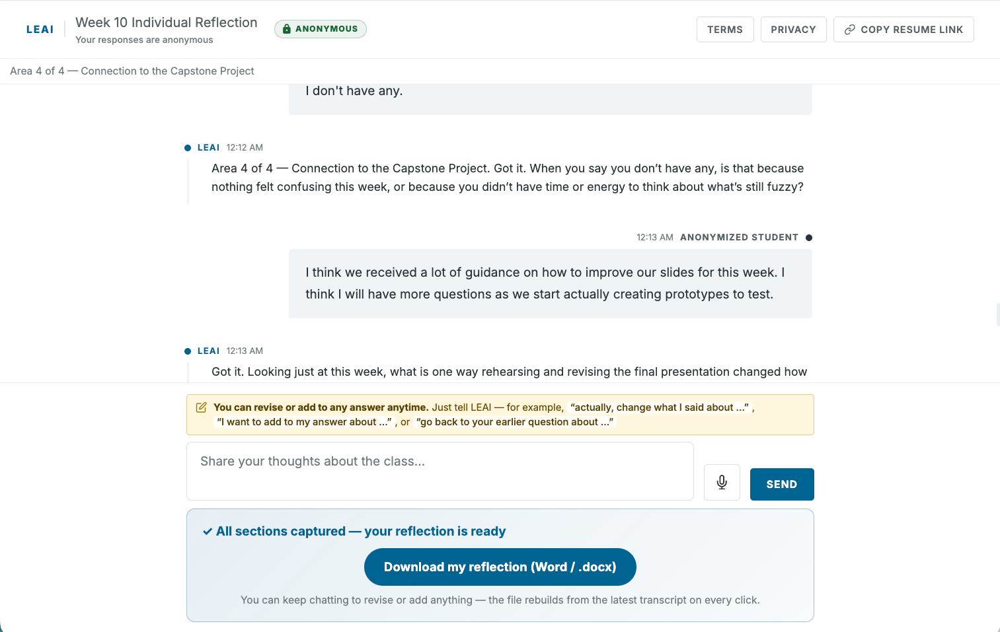 LEAI
Week 10 Individual Reflection
Your responses are anonymous
ANONYMOUS
TERMS
PRIVACY
COPY RESUME LINK
Area 4 of 4 — Connection to the Capstone Project
I don't have any.
LEAI 12:12 AM
Area 4 of 4 — Connection to the Capstone Project. Got it. When you say you don’t have any, is that because
nothing felt confusing this week, or because you didn’t have time or energy to think about what’s still fuzzy?
12:13 AM ANONYMIZED STUDENT
I think we received a lot of guidance on how to improve our slides for this week. I
think I will have more questions as we start actually creating prototypes to test.
LEAI 12:13 AM
Got it. Looking just at this week, what is one way rehearsing and revising the final presentation changed how
You can revise or add to any answer anytime. Just tell LEAI — for example, “actually, change what I said about ...” ,
“I want to add to my answer about ...” , or “go back to your earlier question about ...”
Share your thoughts about the class...
SEND
✓ All sections captured — your reflection is ready
Download my reflection (Word / .docx)
You can keep chatting to revise or add anything — the file rebuilds from the latest transcript on every click.